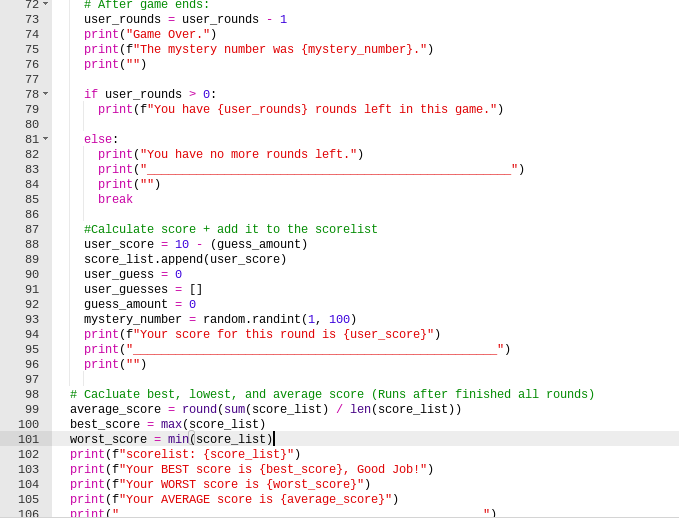 72 # After game ends:
73 user_rounds = user_rounds - 1
74 print("Game Over.")
75 print(f"The mystery number was {mystery_number}.")
76 print("")
77
78 if user_rounds > 0:
79 print(f"You have {user_rounds} rounds left in this game.")
80
81 else:
82 print("You have no more rounds left.")
83 print("____________________________________________________")
84 print("")
85 break
86
87 #Calculate score + add it to the scorelist
88 user_score = 10 - (guess_amount)
89 score_list.append(user_score)
90 user_guess = 0
91 user_guesses = []
92 guess_amount = 0
93 mystery_number = random.randint(1, 100)
94 print(f"Your score for this round is {user_score}")
95 print("____________________________________________________")
96 print("")
97
98 # Cacluate best, lowest, and average score (Runs after finished all rounds)
99 average_score = round(sum(score_list) / len(score_list))
100 best_score = max(score_list)
101 worst_score = min(score_list)
102 print(f"scorelist: {score_list}")
103 print(f"Your BEST score is {best_score}, Good Job!")
104 print(f"Your WORST score is {worst_score}")
105 print(f"Your AVERAGE score is {average_score}")
106 print("____________________________________________________")